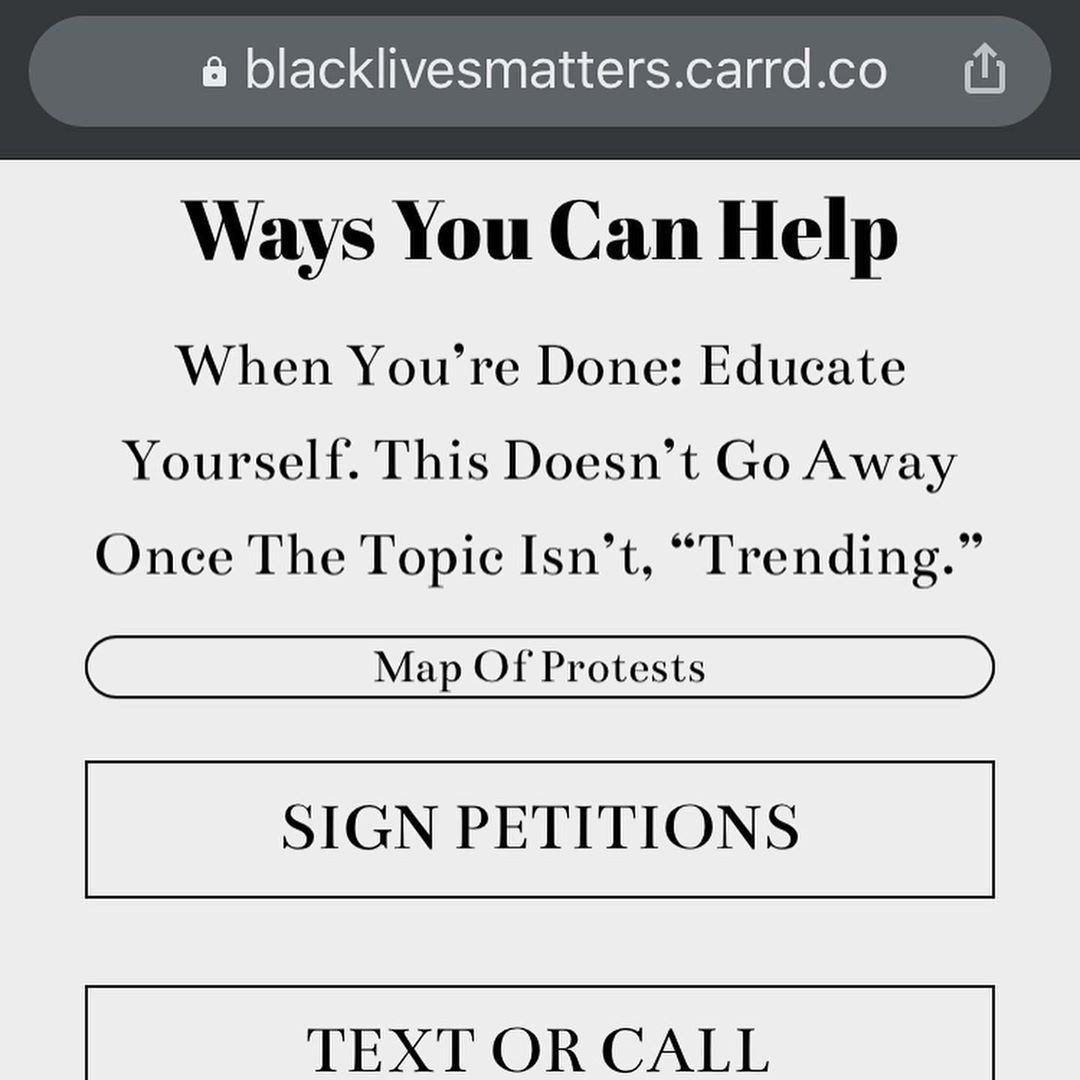 blacklivesmatters.carrd.co
Ways You Can Help
When You’re Done: Educate
Yourself. This Doesn’t Go Away
Once The Topic Isn’t, “Trending.”
Map Of Protests
SIGN PETITIONS
TEXT OR CALL